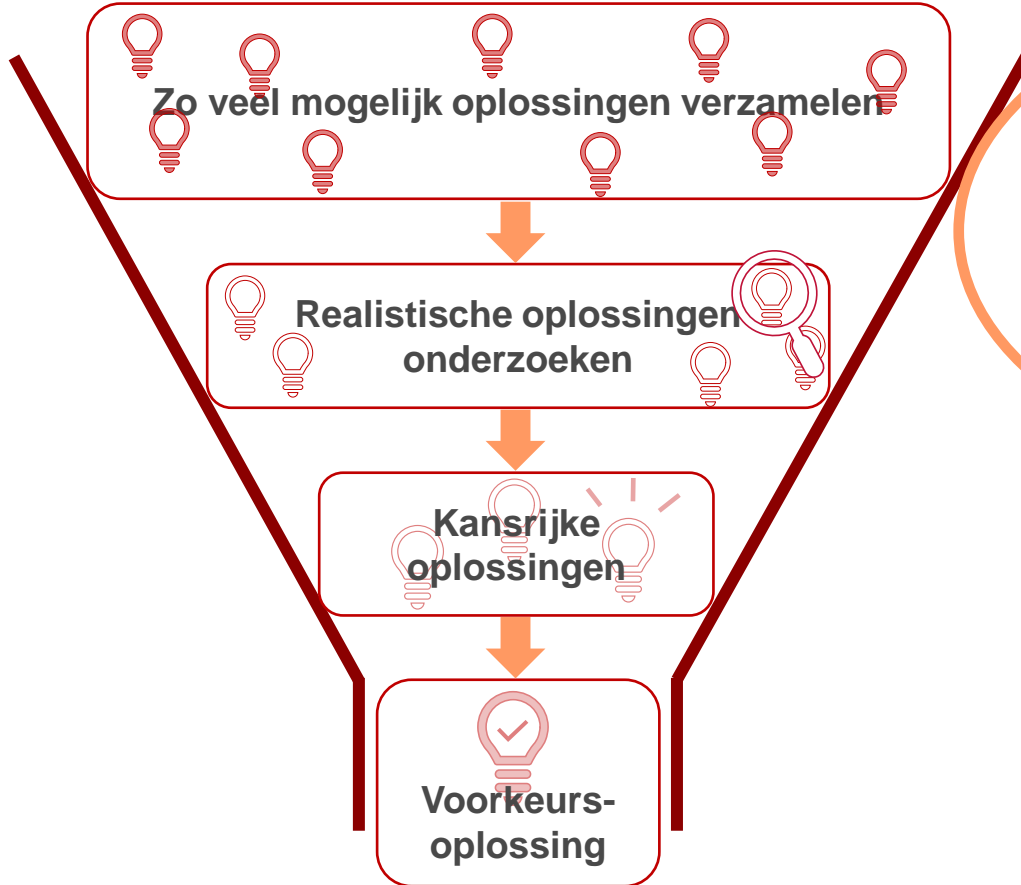 Zo veel mogelijk oplossingen verzamelen
Realistische oplossingen
onderzoeken
Kansrijke
oplossingen
Voorkeurs-
oplossing